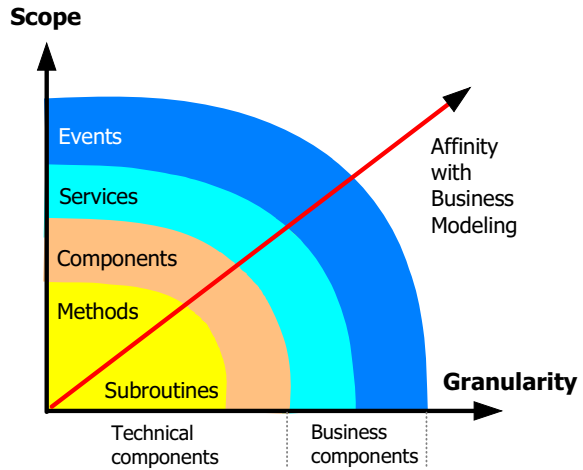 Scope
Events
Affinity
with
Business
Modeling
Services
Components
Methods
Subroutines
Granularity
Technical
components
Business
components